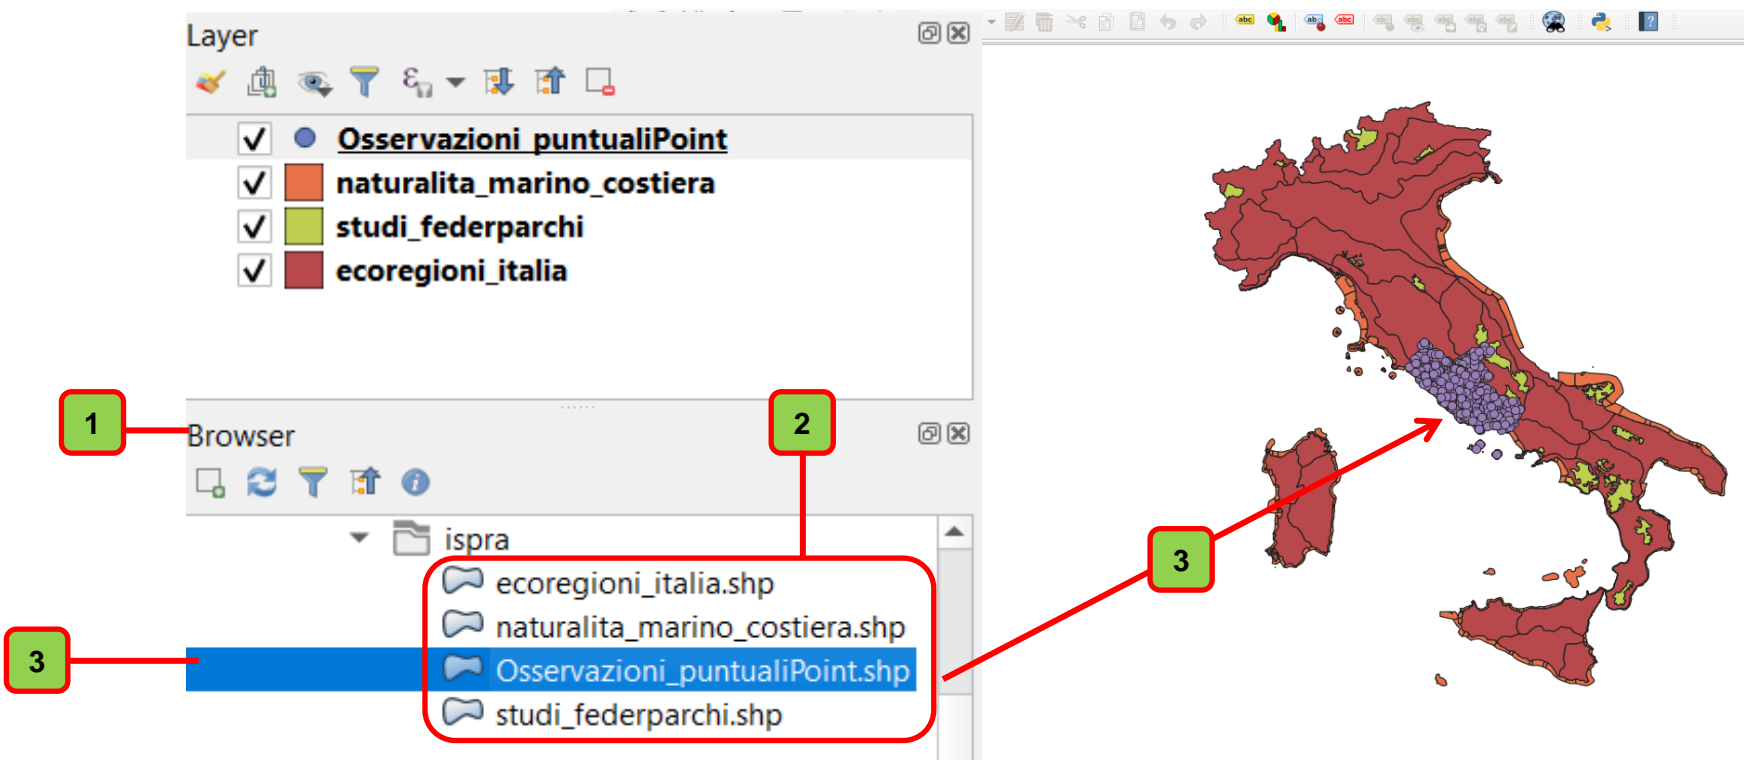 Layer
Osservazioni_puntualiPoint
naturalita_marino_costiera
studi_federparchi
ecoregioni_italia
1
2
Browser
ispra
ecoregioni_italia.shp
naturalita_marino_costiera.shp
3
Osservazioni_puntualiPoint.shp
studi_federparchi.shp
3